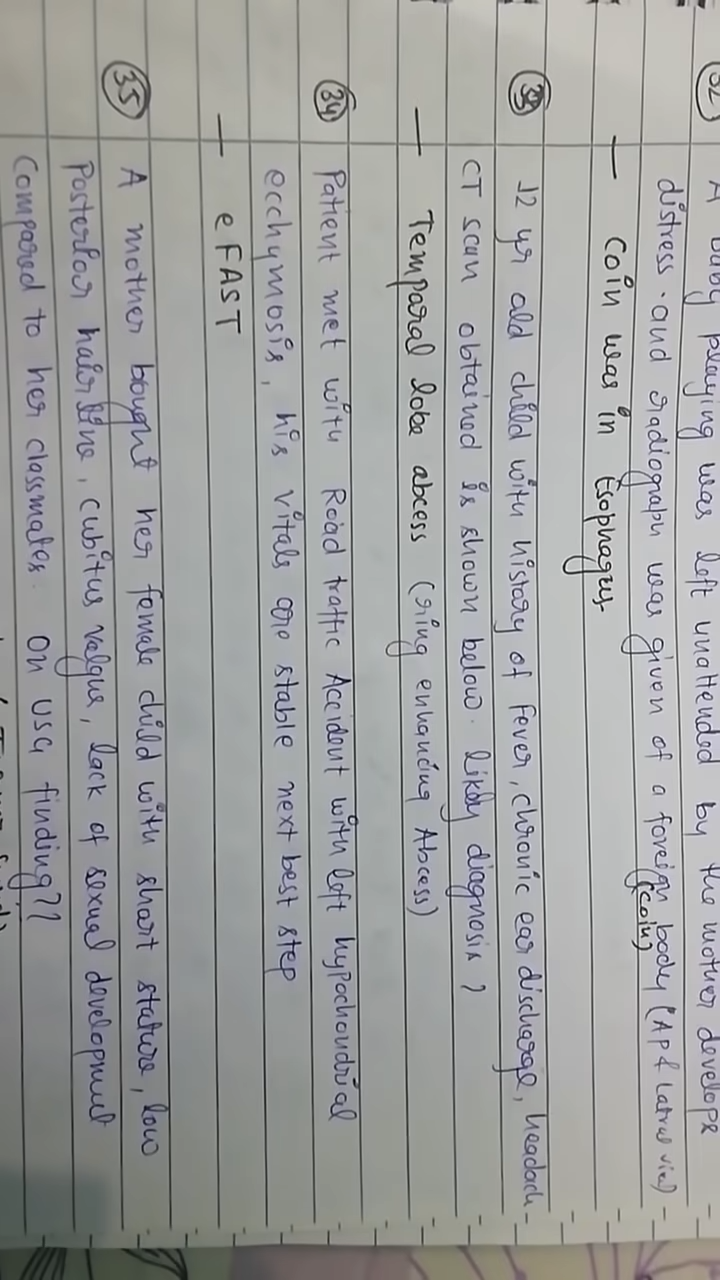 32)
A baby playing was left unattended by the mother develope
distress. and radiograph was given of a foreign body (AP & Lateral view)
(coin)
— Coin was in Esophagus
33 12 yr old child with history of Fever, chronic ear discharge, headach
CT scan obtained is shown below. likely diagnosis?
— Temporal lobe abcess (ring enhancing Abcess)
34 Patient met with Road traffic Accident with left hypochondrial
ecchymosis, his vitals are stable next best step
— eFAST
35 A mother bought her female child with short stature, low
Posterior hairline, cubitus valgus, lack of sexual development
Compared to her classmates. on USG finding??